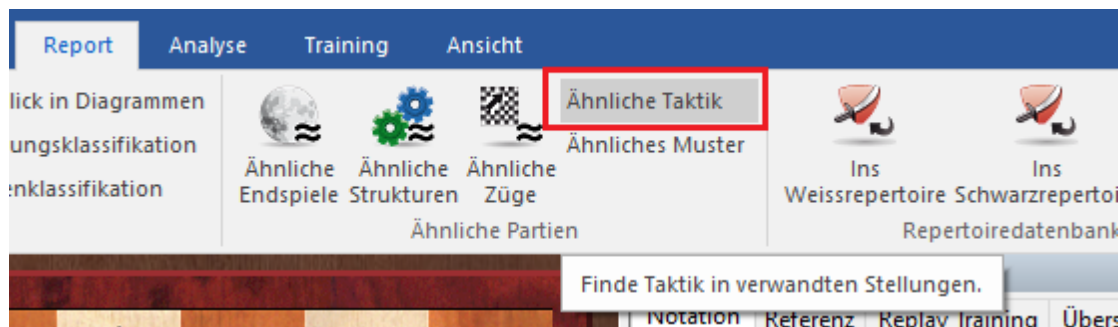 Report Analyse Training Ansicht
lick in Diagrammen
ungsklassifikation
enklassifikation
Ähnliche Endspiele
Ähnliche Strukturen
Ähnliche Züge
Ähnliche Taktik
Ähnliches Muster
Ähnliche Partien
Ins Weissrepertoire
Ins Schwarzrepertoi
Repertoiredatenbank
Finde Taktik in verwandten Stellungen.
Notation Referenz Replay Training Übers